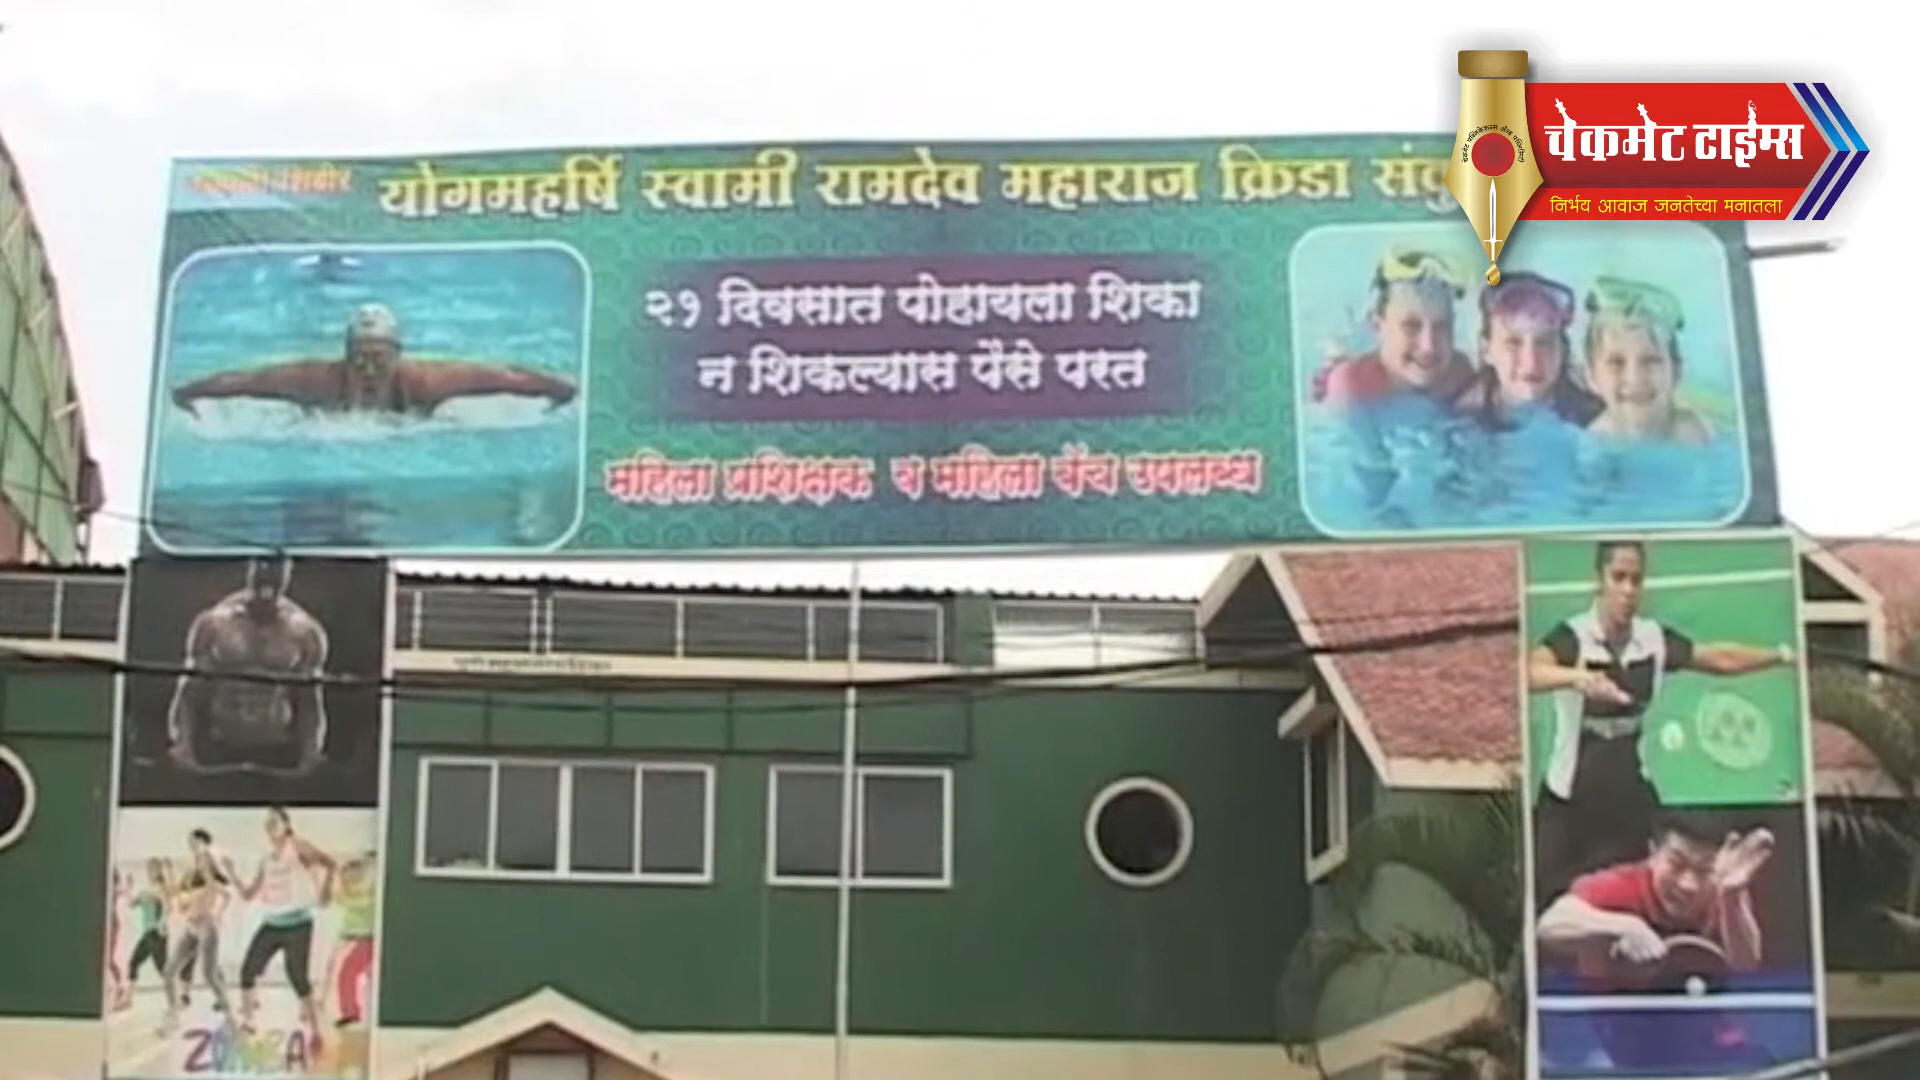 चेकमेट टाईम्स
निर्भय आवाज जनतेच्या मनातला
योगमहर्षि स्वामी रामदेव महाराज क्रिडा
२१ दिवसात पोहायला शिका
न शिकल्यास पैसे परत
महिला प्रशिक्षक व महिला बॅच उपलब्ध
ZUMBA